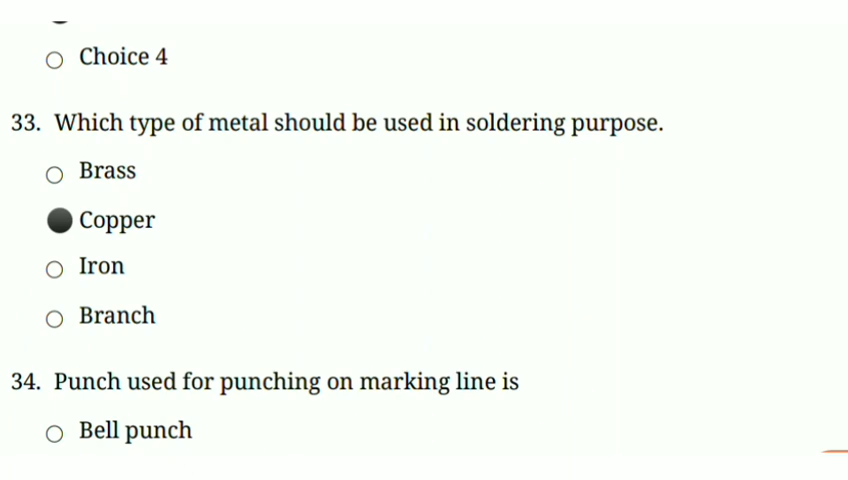 Choice 4
33. Which type of metal should be used in soldering purpose.
Brass
Copper
Iron
Branch
34. Punch used for punching on marking line is
Bell punch